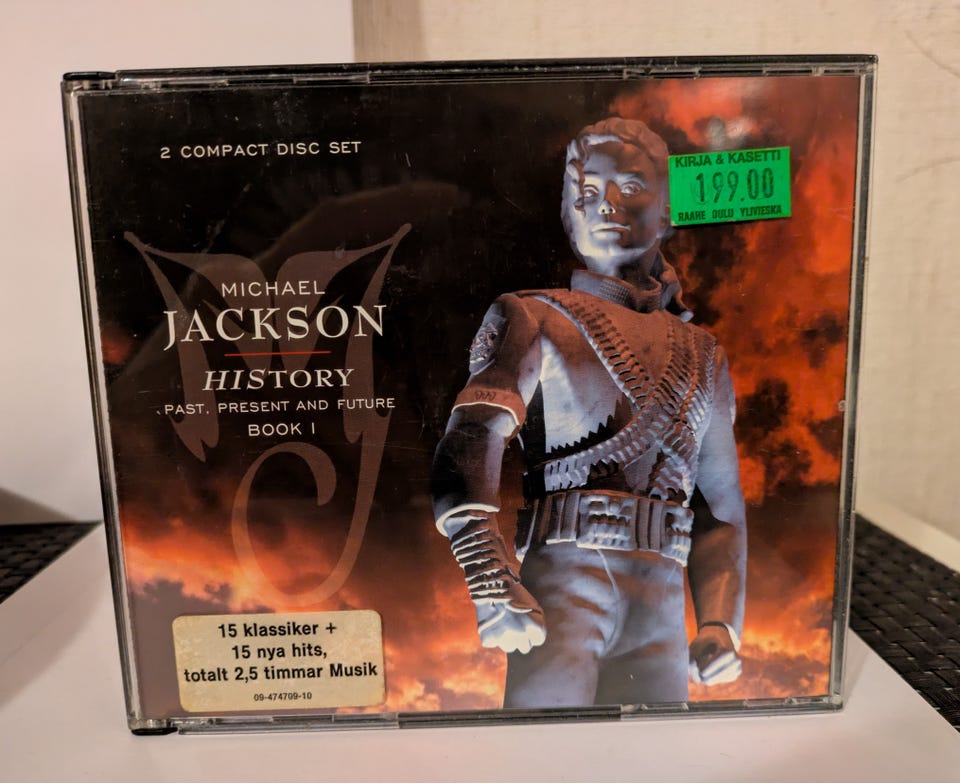 2 COMPACT DISC SET
KIRJA & KASETTI
199.00
RAAHE OULU YLIVIESKA
MICHAEL
JACKSON
HISTORY
PAST, PRESENT AND FUTURE
BOOK I
15 klassiker +
15 nya hits,
totalt 2,5 timmar Musik
09-474709-10